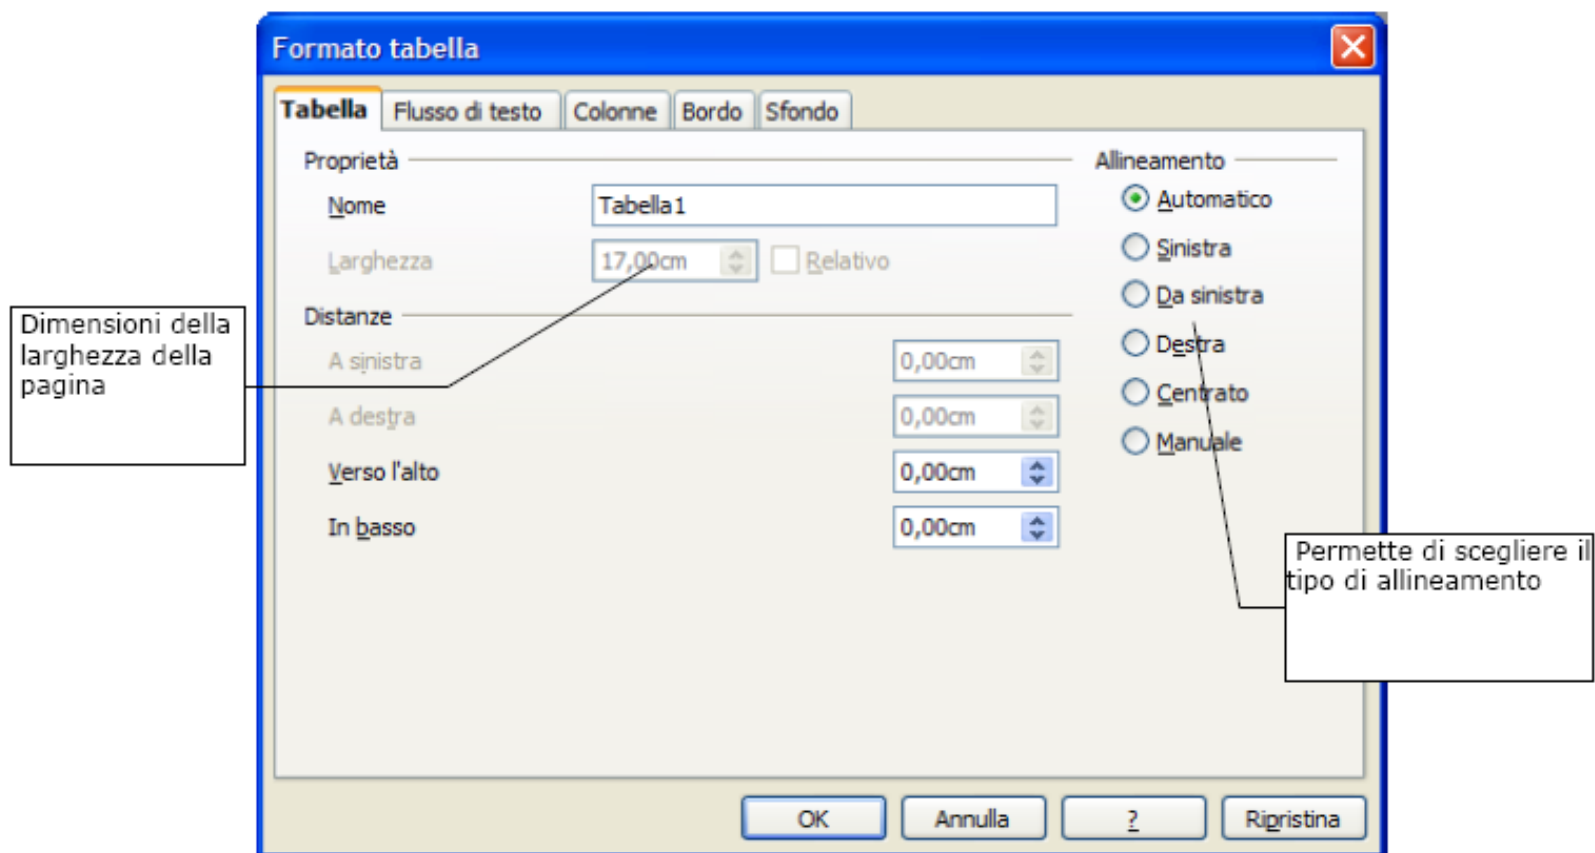 Formato tabella
Tabella Flusso di testo Colonne Bordo Sfondo
Proprietà
Nome Tabella1
Larghezza 17,00cm Relativo
Distanze
A sinistra 0,00cm
A destra 0,00cm
Verso l'alto 0,00cm
In basso 0,00cm
Allineamento
Automatico
Sinistra
Da sinistra
Destra
Centrato
Manuale
Dimensioni della
larghezza della
pagina
Permette di scegliere il
tipo di allineamento
OK Annulla ? Ripristina